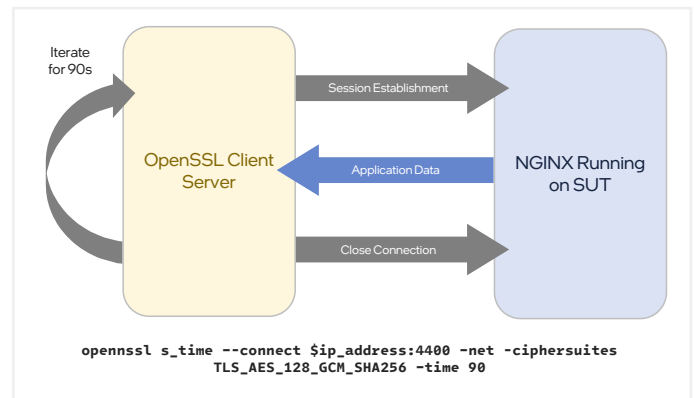 Iterate
for 90s
Session Establishment
OpenSSL Client
Server
Application Data
NGINX Running
on SUT
Close Connection
opennssl s_time --connect $ip_address:4400 -net -ciphersuites
TLS_AES_128_GCM_SHA256 -time 90